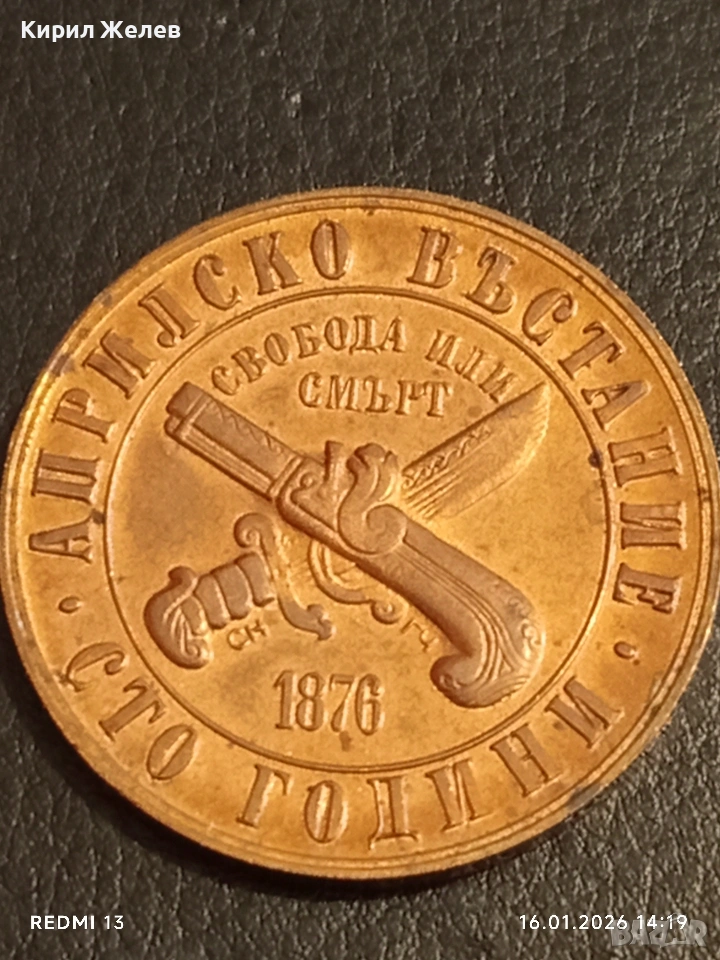 Кирил Желев
АПРИЛСКО ВЪСТАНИЕ
СВОБОДА ИЛИ
СМЪРТ
СН
ГЧ
1876
· СТО ГОДИНИ ·
REDMI 13
16.01.2026 14:19
BAZAR